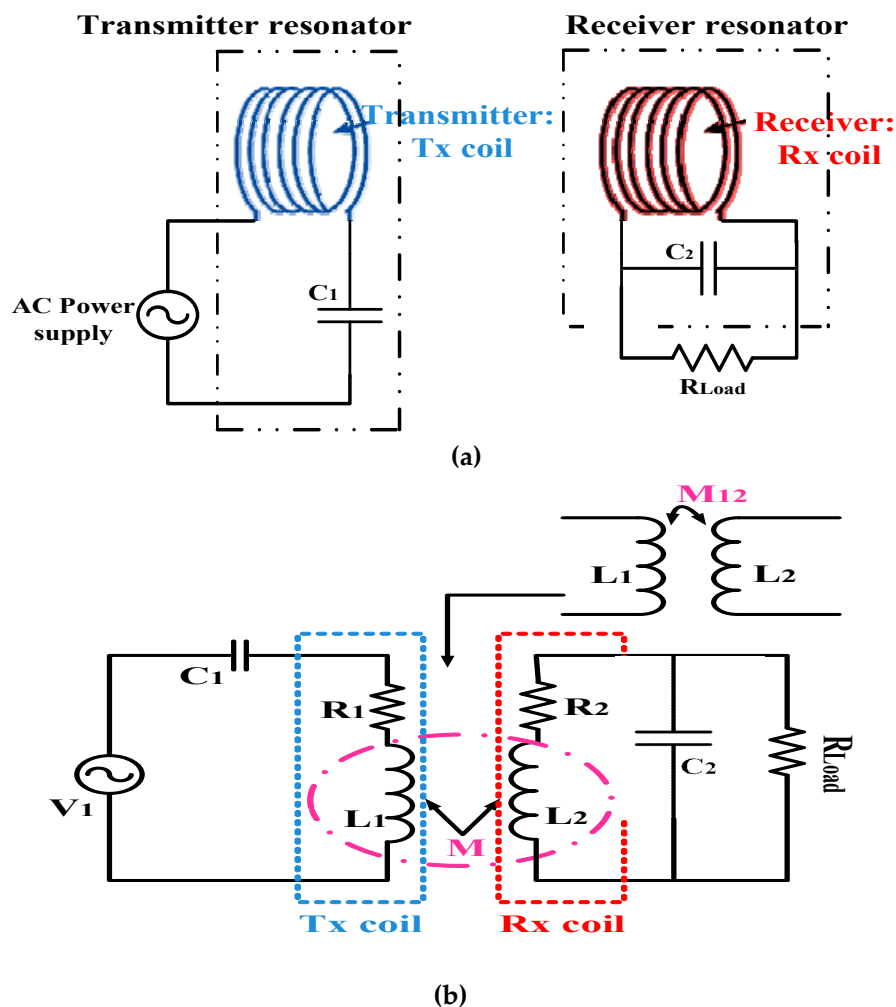 Transmitter resonator
Receiver resonator
Transmitter:
Tx coil
Receiver:
Rx coil
C1
C2
AC Power
supply
RLoad
(a)
M12
L1
L2
C1
R1
R2
C2
RLoad
V1
L1
L2
M
Tx coil
Rx coil
(b)